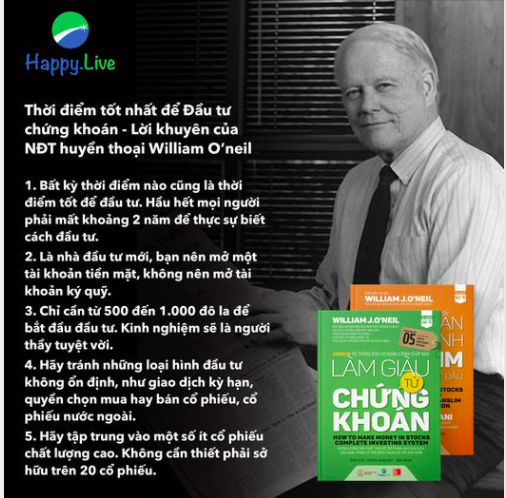 Happy.Live
Thời điểm tốt nhất để Đầu tư
chứng khoán - Lời khuyên của
NĐT huyền thoại William O'neil
1. Bất kỳ thời điểm nào cũng là thời
điểm tốt để đầu tư. Hầu hết mọi người
phải mất khoảng 2 năm để thực sự biết
cách đầu tư.
2. Là nhà đầu tư mới, bạn nên mở một
tài khoản tiền mặt, không nên mở tài
khoản ký quỹ.
3. Chỉ cần từ 500 đến 1.000 đô la để
bắt đầu đầu tư. Kinh nghiệm sẽ là người
thầy tuyệt vời.
4. Hãy tránh những loại hình đầu tư
không ổn định, như giao dịch kỳ hạn,
quyền chọn mua hay bán cổ phiếu, cổ
phiếu nước ngoài.
5. Hãy tập trung vào một số ít cổ phiếu
chất lượng cao. Không cần thiết phải sở
hữu trên 20 cổ phiếu.
WILLIAM J.O'NEIL
WILLIAM J.O'NEIL
05
LÀM GIÀU
TỪ
CHỨNG
KHOÁN
HOW TO MAKE MONEY IN STOCKS
COMPLETE INVESTING SYSTEM